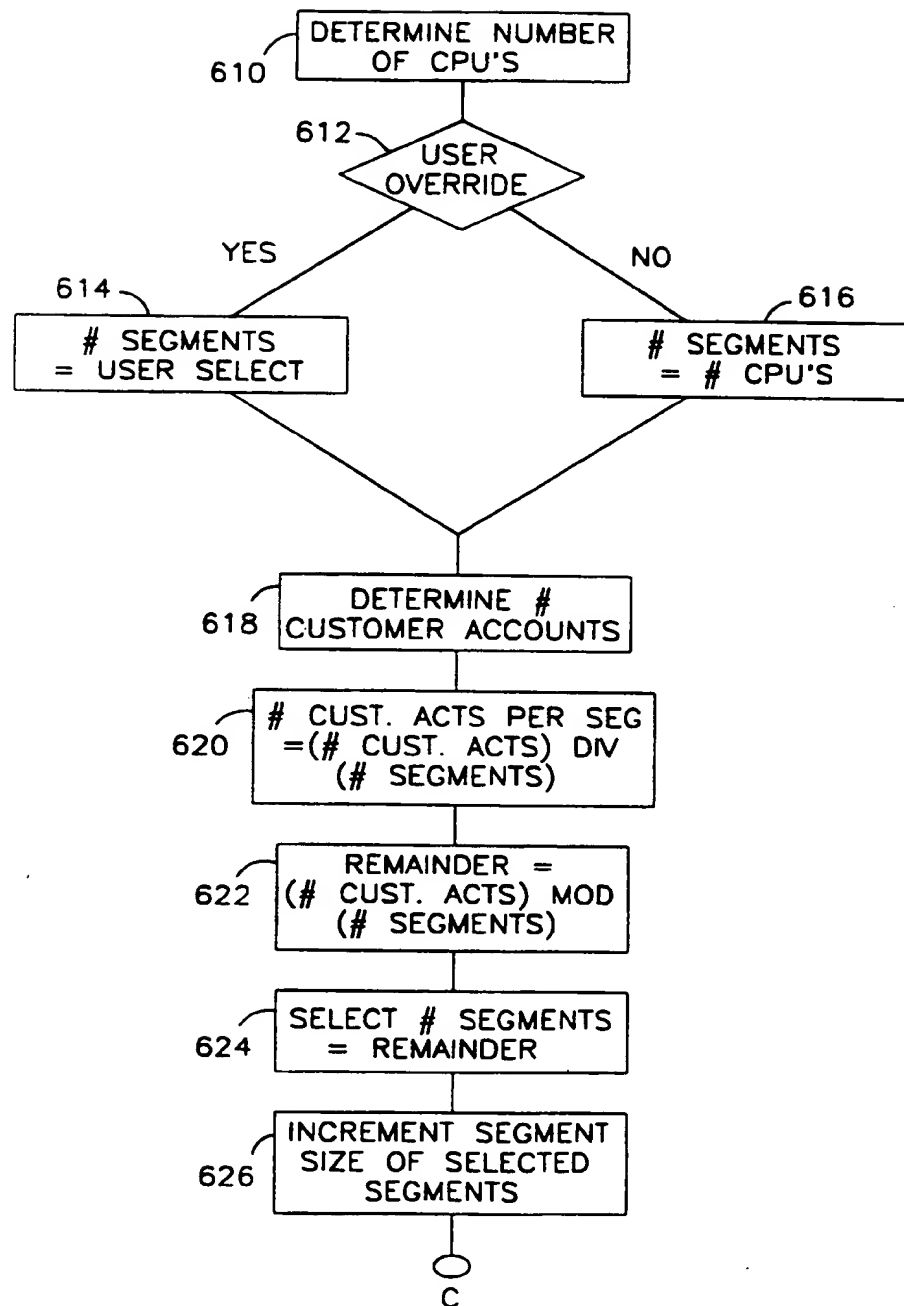 DETERMINE NUMBER
OF CPU'S
610
612
USER
OVERRIDE
YES
NO
614
616
# SEGMENTS
= USER SELECT
# SEGMENTS
= # CPU'S
DETERMINE #
CUSTOMER ACCOUNTS
618
# CUST. ACTS PER SEG
=(# CUST. ACTS) DIV
(# SEGMENTS)
620
REMAINDER =
(# CUST. ACTS) MOD
(# SEGMENTS)
622
SELECT # SEGMENTS
= REMAINDER
624
INCREMENT SEGMENT
SIZE OF SELECTED
SEGMENTS
626
C